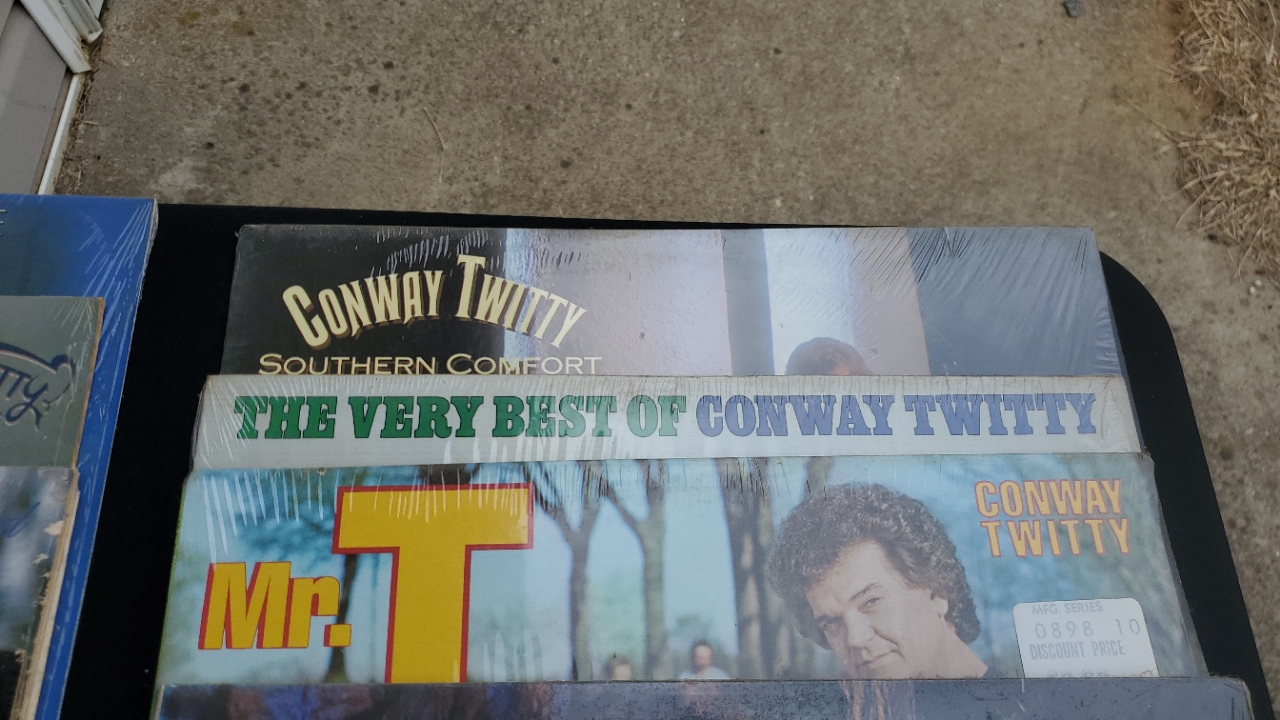 CONWAY TWITTY
SOUTHERN COMFORT
THE VERY BEST OF CONWAY TWITTY
Mr. T
CONWAY
TWITTY
MFG. SERIES
0898 10
DISCOUNT PRICE